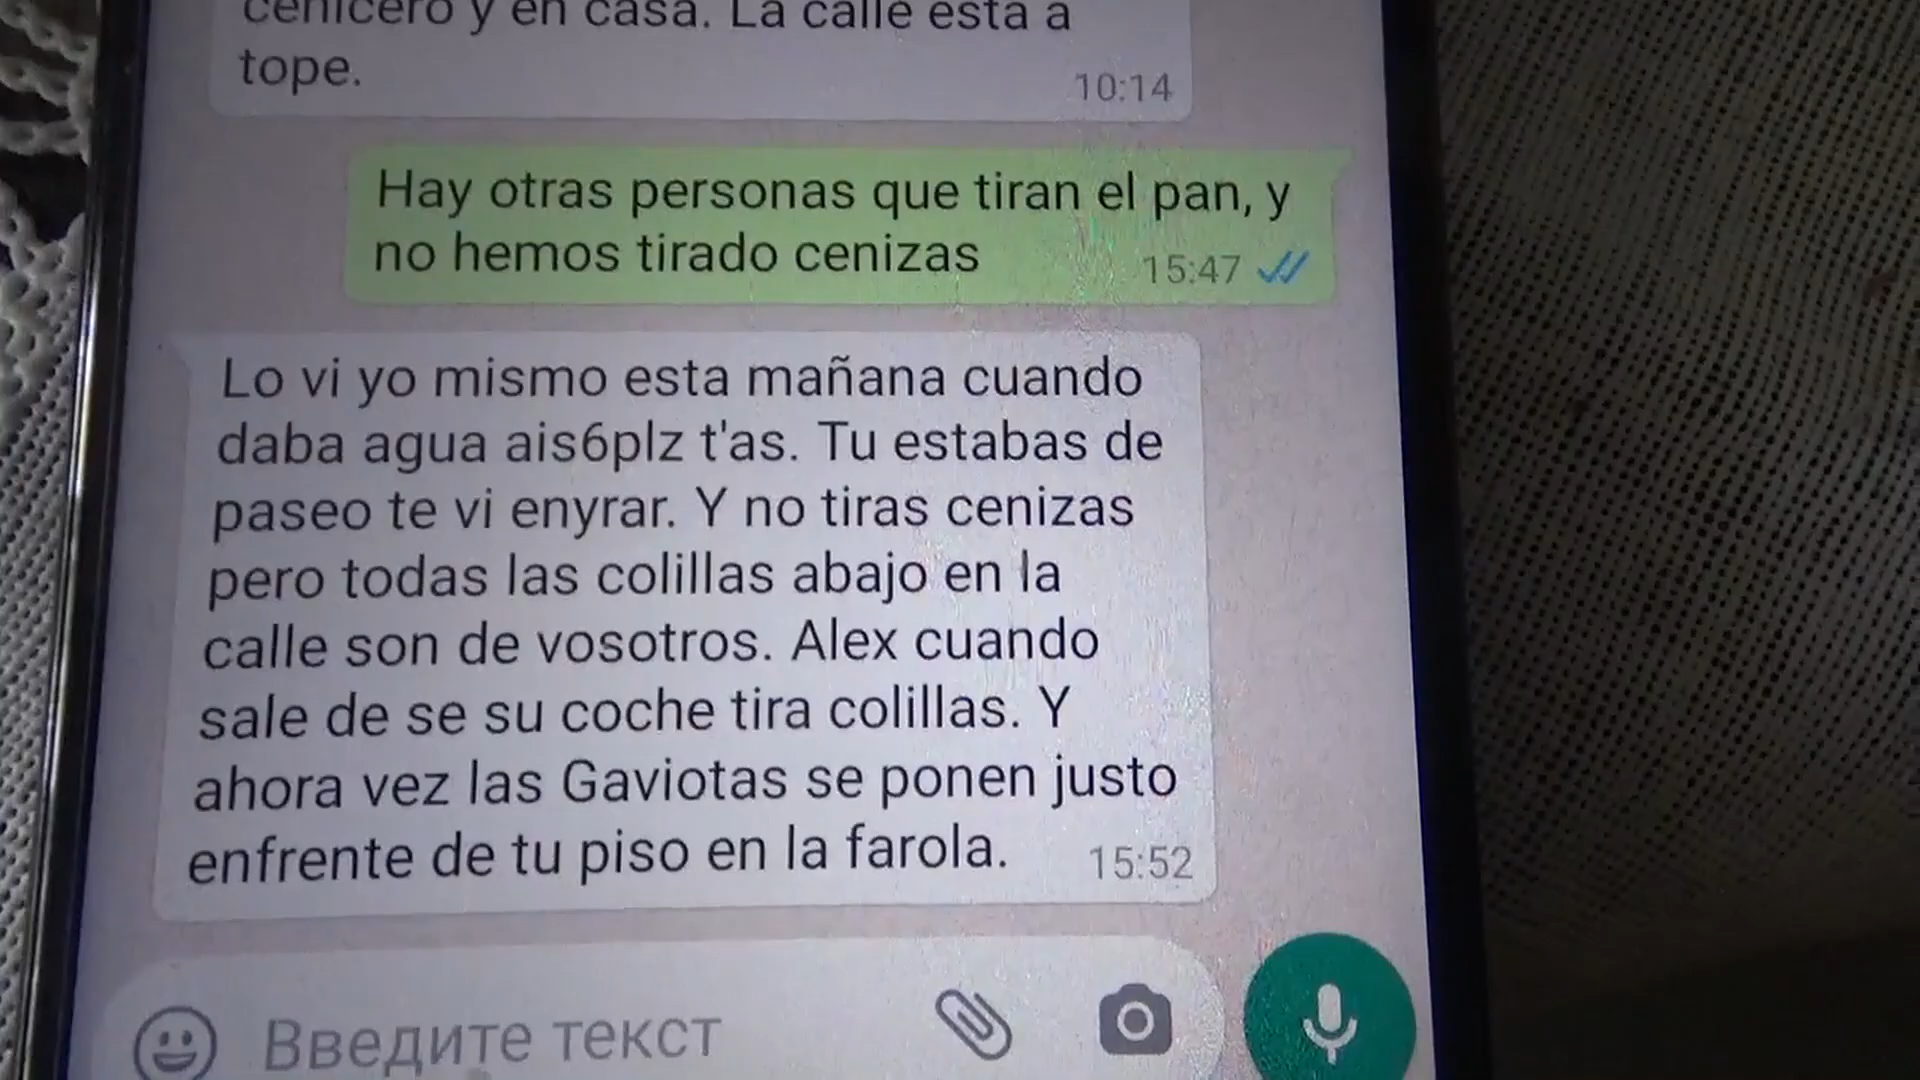 cenicero y en casa. La calle esta a
tope.
10:14
Hay otras personas que tiran el pan, y
no hemos tirado cenizas
15:47
Lo vi yo mismo esta mañana cuando
daba agua ais6plz t'as. Tu estabas de
paseo te vi enyrar. Y no tiras cenizas
pero todas las colillas abajo en la
calle son de vosotros. Alex cuando
sale de se su coche tira colillas. Y
ahora vez las Gaviotas se ponen justo
enfrente de tu piso en la farola.
15:52
Введите текст